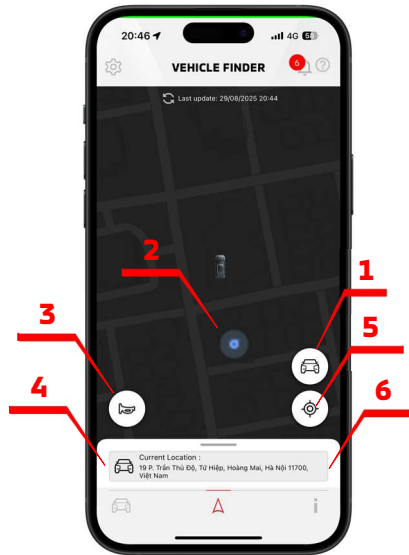 20:46
4G 68
VEHICLE FINDER
6
Last update: 29/08/2025 20:44
2
1
3
5
4
6
Current Location :
19 P. Trần Thủ Độ, Tứ Hiệp, Hoàng Mai, Hà Nội 11700,
Việt Nam